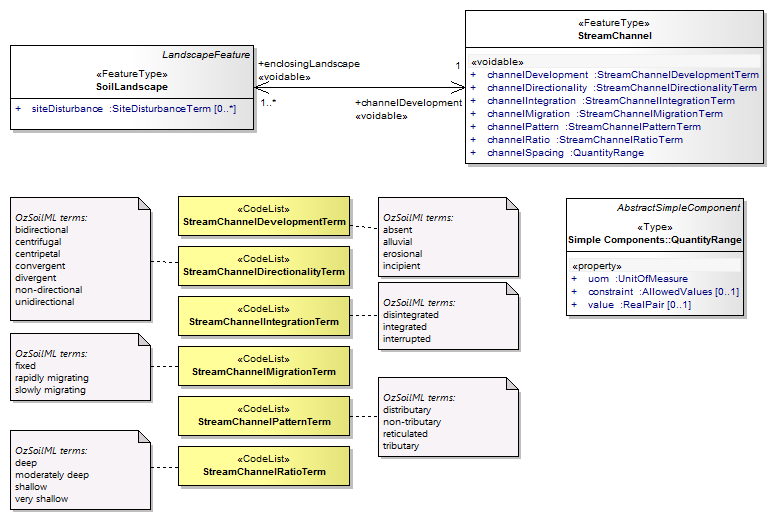 LandscapeFeature
«FeatureType»
SoilLandscape
+ siteDisturbance :SiteDisturbanceTerm [0..*]
+enclosingLandscape
«voidable»
1..*
1
+channelDevelopment
«voidable»
«FeatureType»
StreamChannel
«voidable»
+ channelDevelopment :StreamChannelDevelopmentTerm
+ channelDirectionality :StreamChannelDirectionalityTerm
+ channelIntegration :StreamChannelIntegrationTerm
+ channelMigration :StreamChannelMigrationTerm
+ channelPattern :StreamChannelPatternTerm
+ channelRatio :StreamChannelRatioTerm
+ channelSpacing :QuantityRange
OzSoilML terms:
bidirectional
centrifugal
centripetal
convergent
divergent
non-directional
unidirectional
«CodeList»
StreamChannelDevelopmentTerm
OzSoilML terms:
absent
alluvial
erosional
incipient
«CodeList»
StreamChannelDirectionalityTerm
«CodeList»
StreamChannelIntegrationTerm
OzSoilML terms:
disintegrated
integrated
interrupted
OzSoilML terms:
fixed
rapidly migrating
slowly migrating
«CodeList»
StreamChannelMigrationTerm
«CodeList»
StreamChannelPatternTerm
OzSoilML terms:
distributary
non-tributary
reticulated
tributary
OzSoilML terms:
deep
moderately deep
shallow
very shallow
«CodeList»
StreamChannelRatioTerm
AbstractSimpleComponent
«Type»
Simple Components::QuantityRange
«property»
+ uom :UnitOfMeasure
+ constraint :AllowedValues [0..1]
+ value :RealPair [0..1]